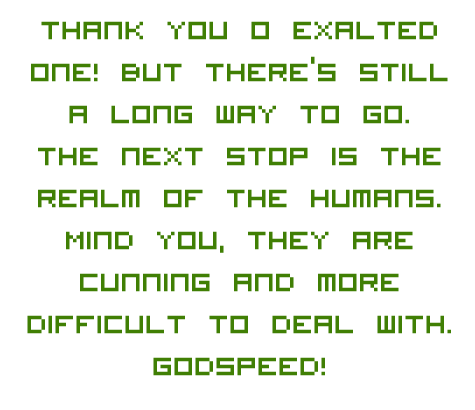 THANK YOU O EXALTED
ONE! BUT THERE'S STILL
A LONG WAY TO GO.
THE NEXT STOP IS THE
REALM OF THE HUMANS.
MIND YOU, THEY ARE
CUNNING AND MORE
DIFFICULT TO DEAL WITH.
GODSPEED!